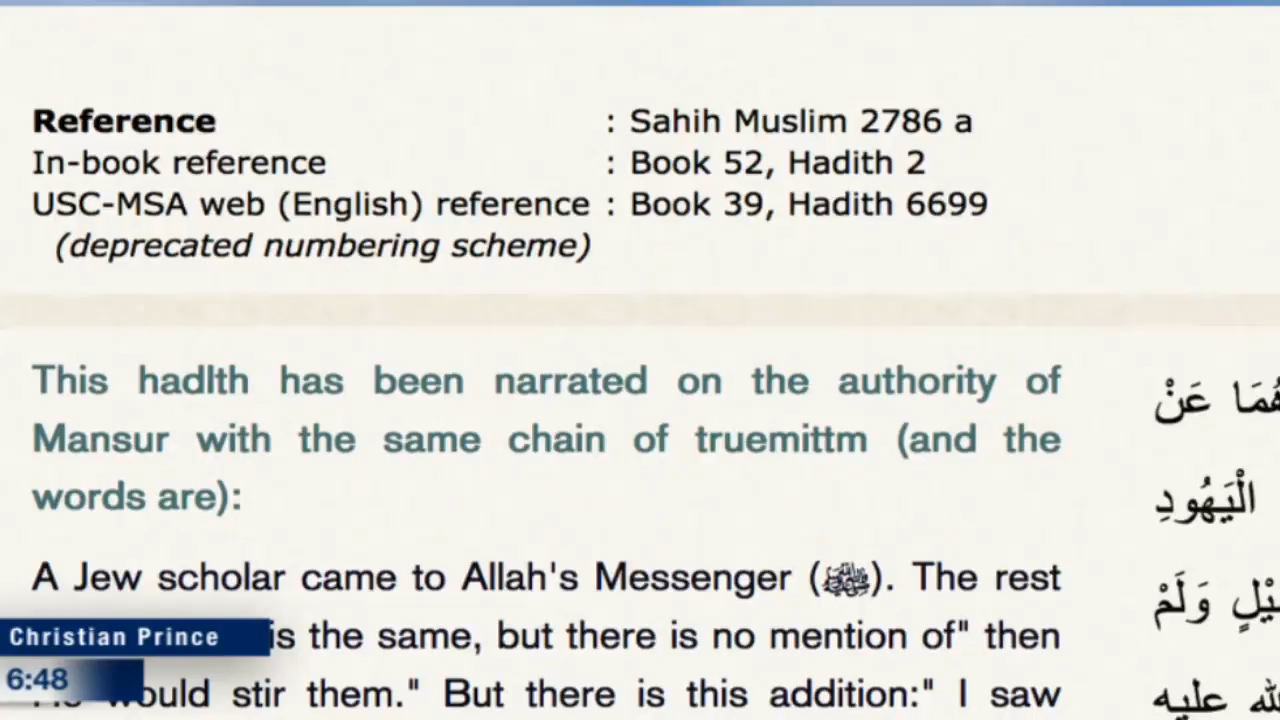 Reference : Sahih Muslim 2786 a
In-book reference : Book 52, Hadith 2
USC-MSA web (English) reference : Book 39, Hadith 6699
(deprecated numbering scheme)
This hadIth has been narrated on the authority of
Mansur with the same chain of truemittm (and the
words are):
A Jew scholar came to Allah's Messenger (ﷺ). The rest
is the same, but there is no mention of" then
would stir them." But there is this addition:" I saw
هُمَا عَنْ
الْيَهُودِ
وَلَمْ
عليه
Christian Prince
6:48